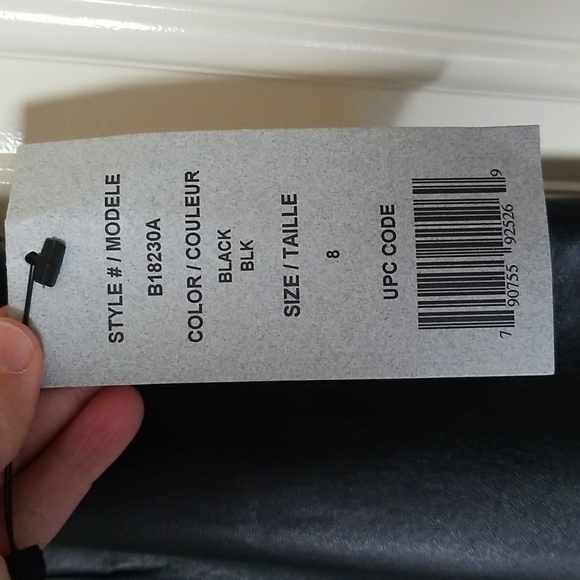 STYLE # / MODELE
B18230A
COLOR / COULEUR
BLACK
BLK
SIZE / TAILLE
8
UPC CODE
7 90755 92526 9